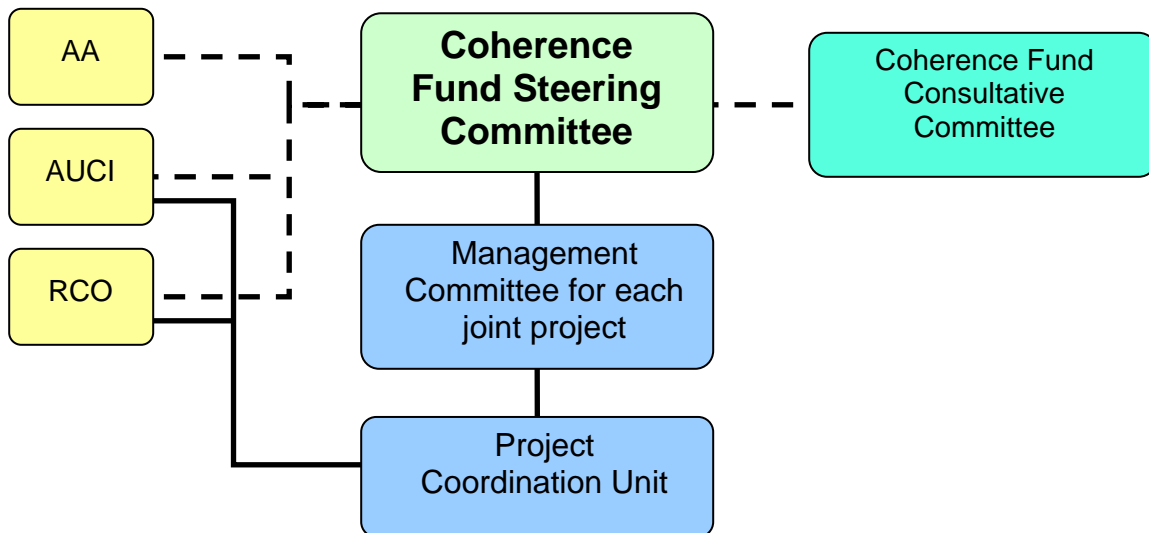 AA
AUCI
RCO
Coherence
Fund Steering
Committee
Coherence Fund
Consultative
Committee
Management
Committee for each
joint project
Project
Coordination Unit